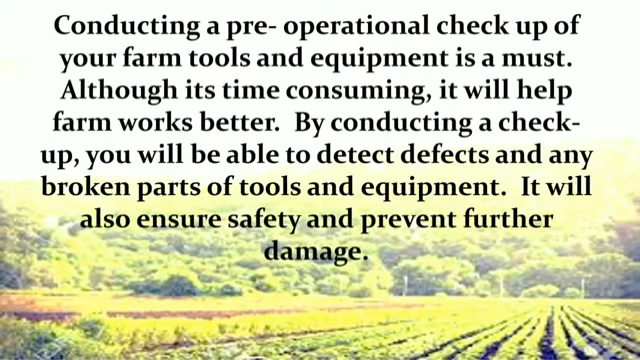 Conducting a pre- operational check up of
your farm tools and equipment is a must.
Although its time consuming, it will help
farm works better.  By conducting a check-
up, you will be able to detect defects and any
broken parts of tools and equipment.  It will
also ensure safety and prevent further
damage.